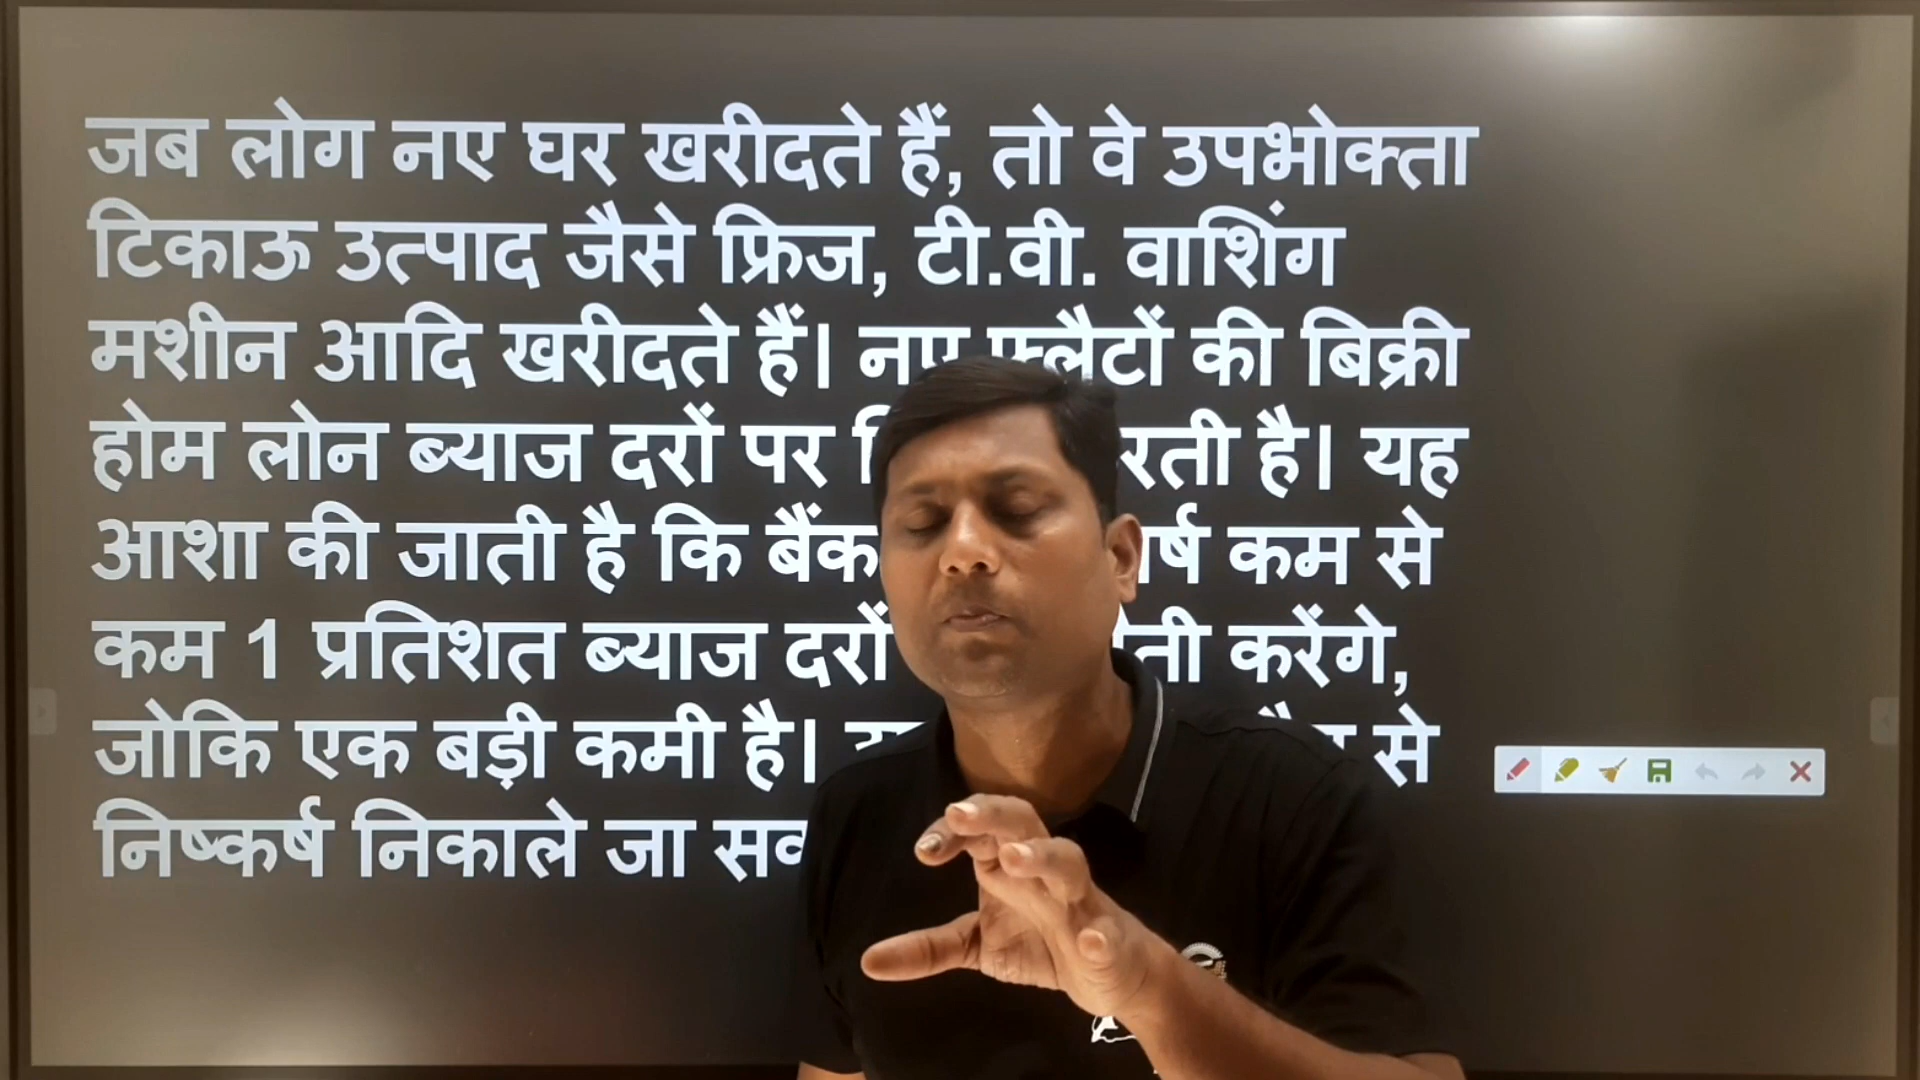 जब लोग नए घर खरीदते हैं, तो वे उपभोक्ता
टिकाऊ उत्पाद जैसे फ्रिज, टी.वी. वाशिंग
मशीन आदि खरीदते हैं। नए फ्लैटों की बिक्री
होम लोन ब्याज दरों पर है। यह
आशा की जाती है कि बैंक कम से
कम 1 प्रतिशत ब्याज दरों करेंगे,
जोकि एक बड़ी कमी है। से
निष्कर्ष निकाले जा